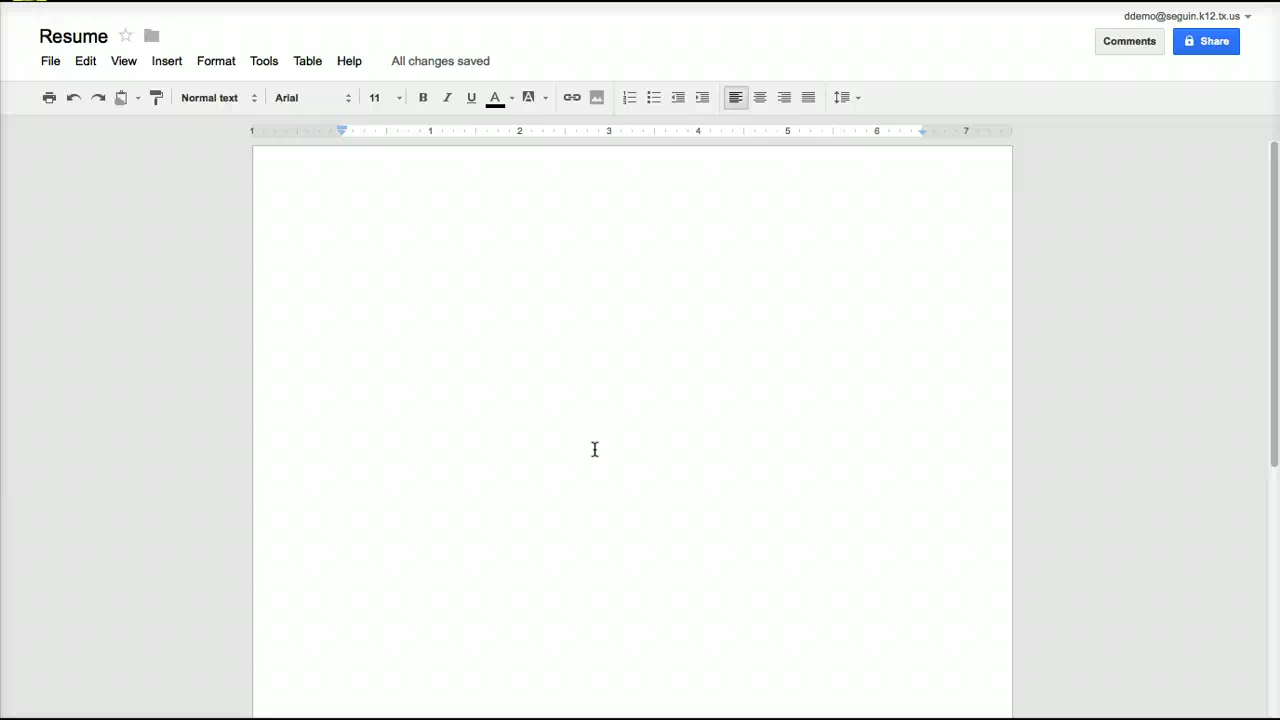 ddemo@seguin.k12.tx.us
Resume
Comments
Share
File Edit View Insert Format Tools Table Help All changes saved
Normal text Arial 11 B I U A A
1 1 2 3 4 5 6 7